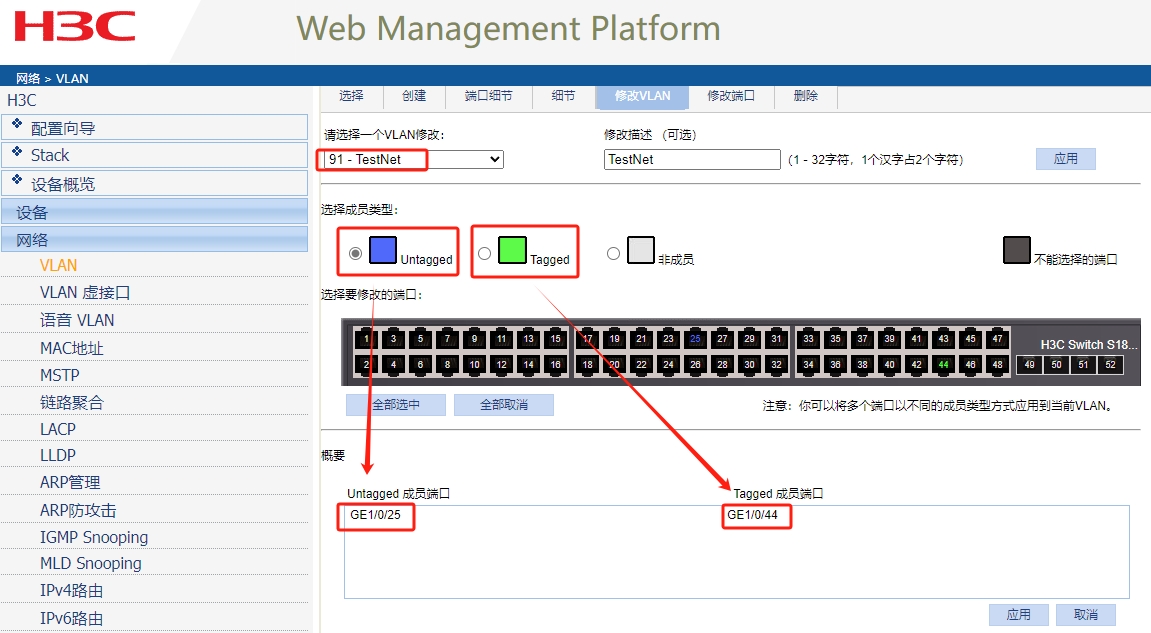 H3C
Web Management Platform
网络 > VLAN
H3C
配置向导
Stack
设备概览
设备
网络
VLAN
VLAN 虚接口
语音 VLAN
MAC地址
MSTP
链路聚合
LACP
LLDP
ARP管理
ARP防攻击
IGMP Snooping
MLD Snooping
IPv4路由
IPv6路由
选择 创建 端口细节 细节 修改VLAN 修改端口 删除
请选择一个VLAN修改: 修改描述 （可选）
91 - TestNet TestNet (1 - 32字符，1个汉字占2个字符) 应用
选择成员类型:
Untagged Tagged 非成员 不能选择的端口
选择要修改的端口:
1 3 5 7 9 11 13 15 17 19 21 23 25 27 29 31 33 35 37 39 41 43 45 47 H3C Switch S18...
2 4 6 8 10 12 14 16 18 20 22 24 26 28 30 32 34 36 38 40 42 44 46 48 49 50 51 52
全部选中 全部取消 注意：你可以将多个端口以不同的成员类型方式应用到当前VLAN。
概要
Untagged 成员端口 Tagged 成员端口
GE1/0/25 GE1/0/44
应用 取消